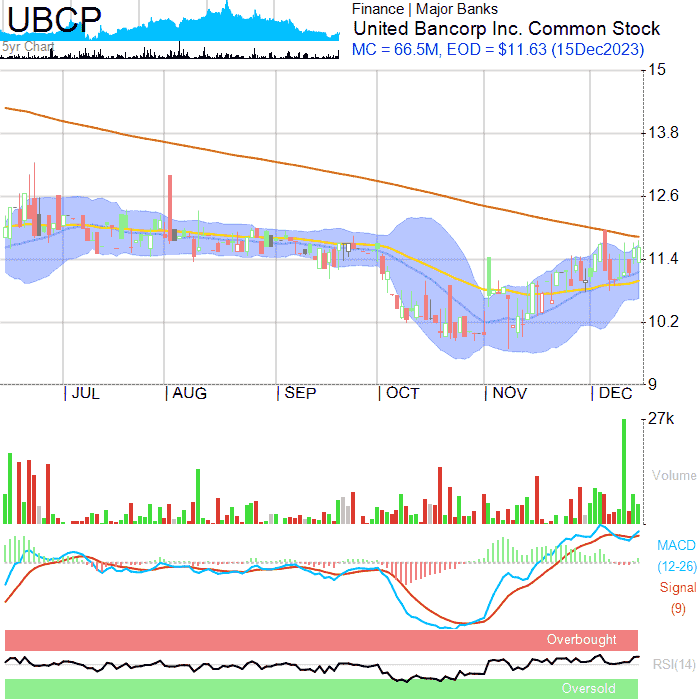 UBCP
5yr Chart
Finance | Major Banks
United Bancorp Inc. Common Stock
MC = 66.5M, EOD = $11.63 (15Dec2023)
15
13.8
12.6
11.4
10.2
9
| JUL | AUG | SEP | OCT | NOV | DEC
27k
Volume
MACD
(12-26)
Signal
(9)
Overbought
RSI(14)
Oversold